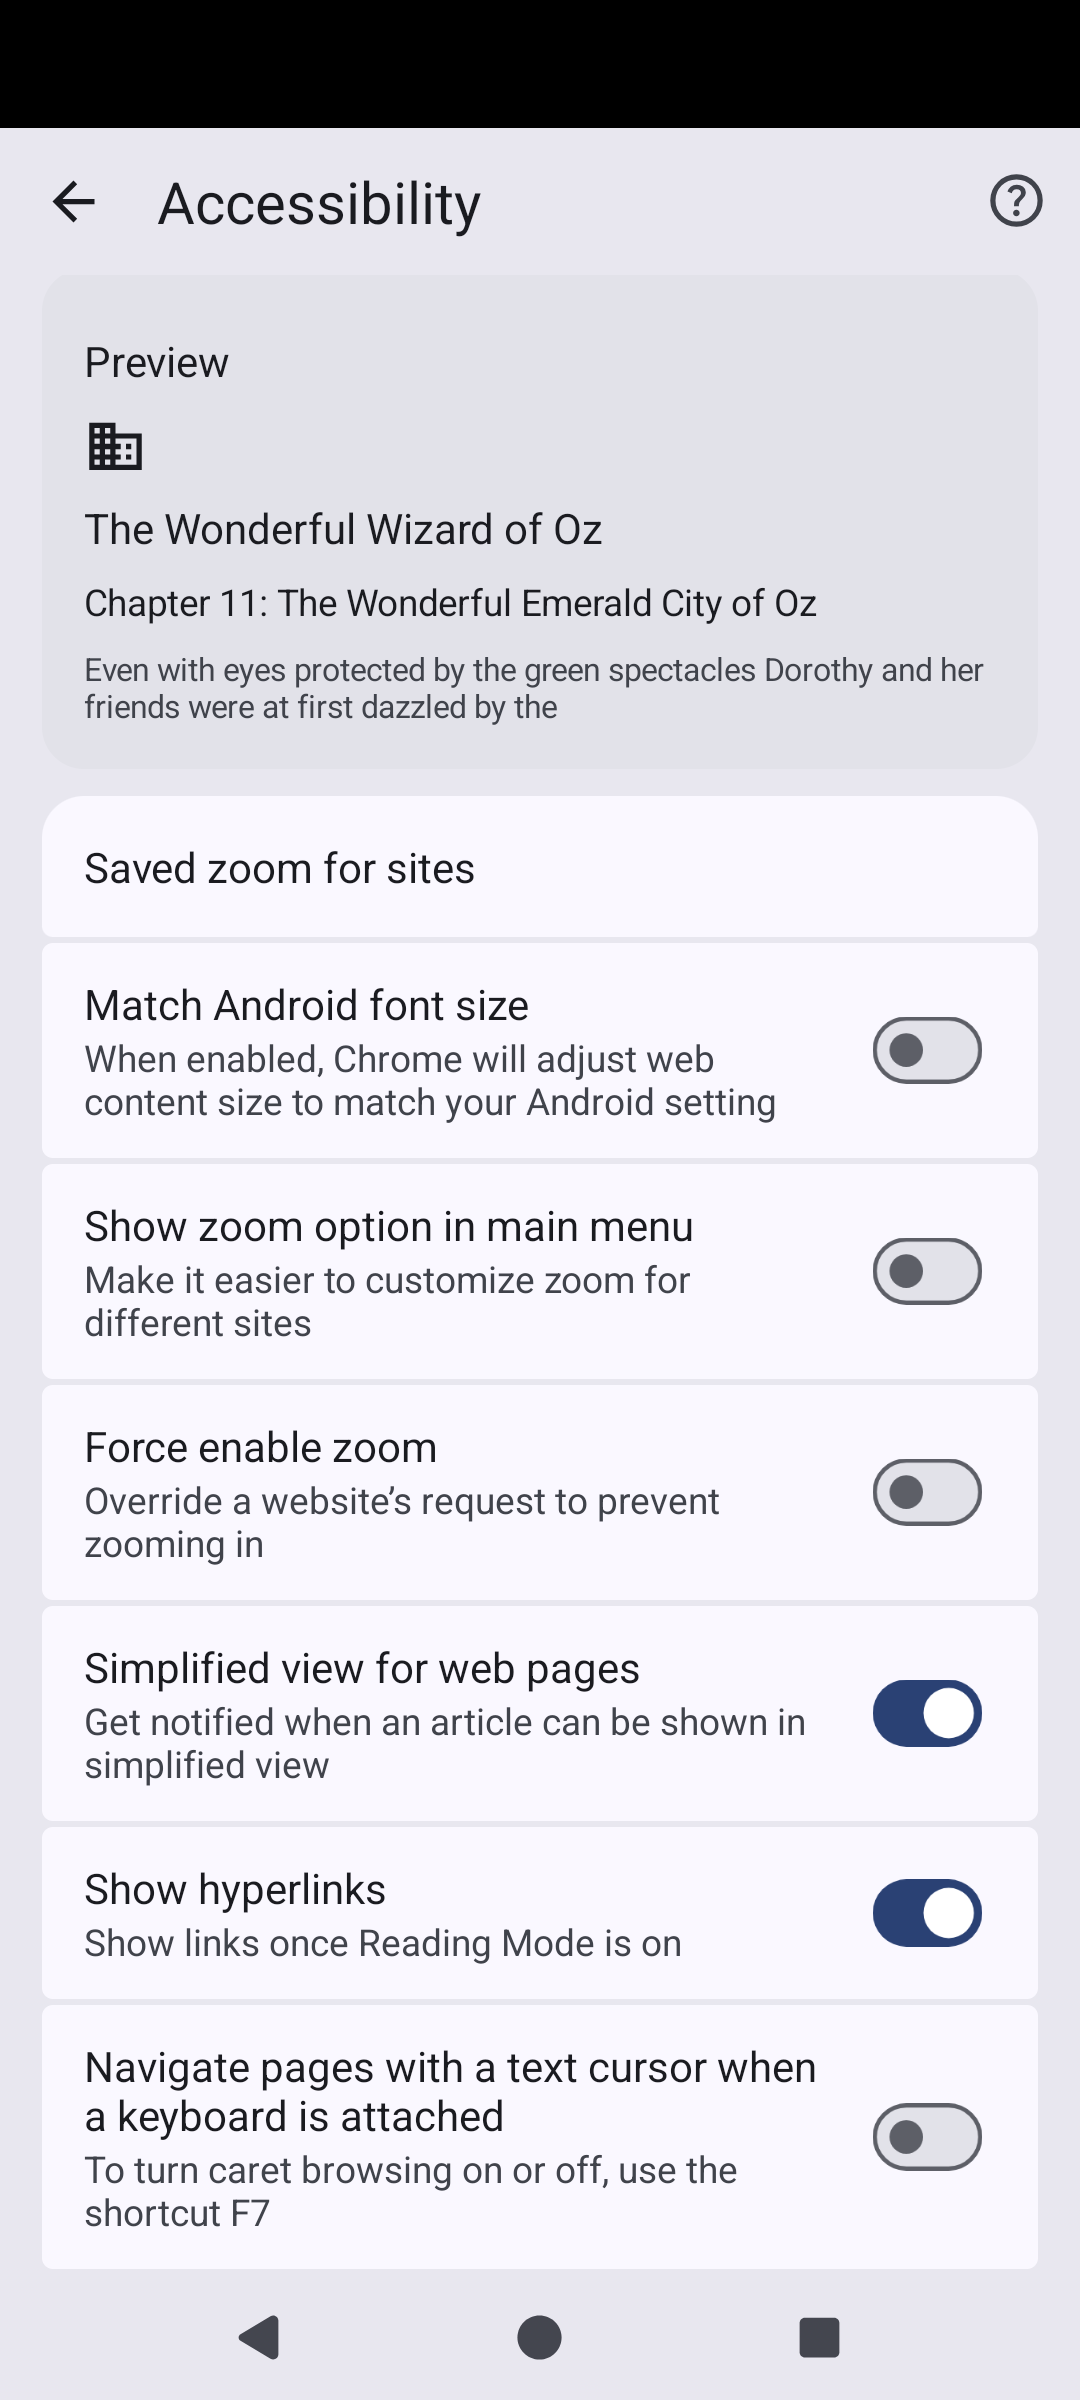 Accessibility
Preview
The Wonderful Wizard of Oz
Chapter 11: The Wonderful Emerald City of Oz
Even with eyes protected by the green spectacles Dorothy and her
friends were at first dazzled by the
Saved zoom for sites
Match Android font size
When enabled, Chrome will adjust web
content size to match your Android setting
Show zoom option in main menu
Make it easier to customize zoom for
different sites
Force enable zoom
Override a website’s request to prevent
zooming in
Simplified view for web pages
Get notified when an article can be shown in
simplified view
Show hyperlinks
Show links once Reading Mode is on
Navigate pages with a text cursor when
a keyboard is attached
To turn caret browsing on or off, use the
shortcut F7